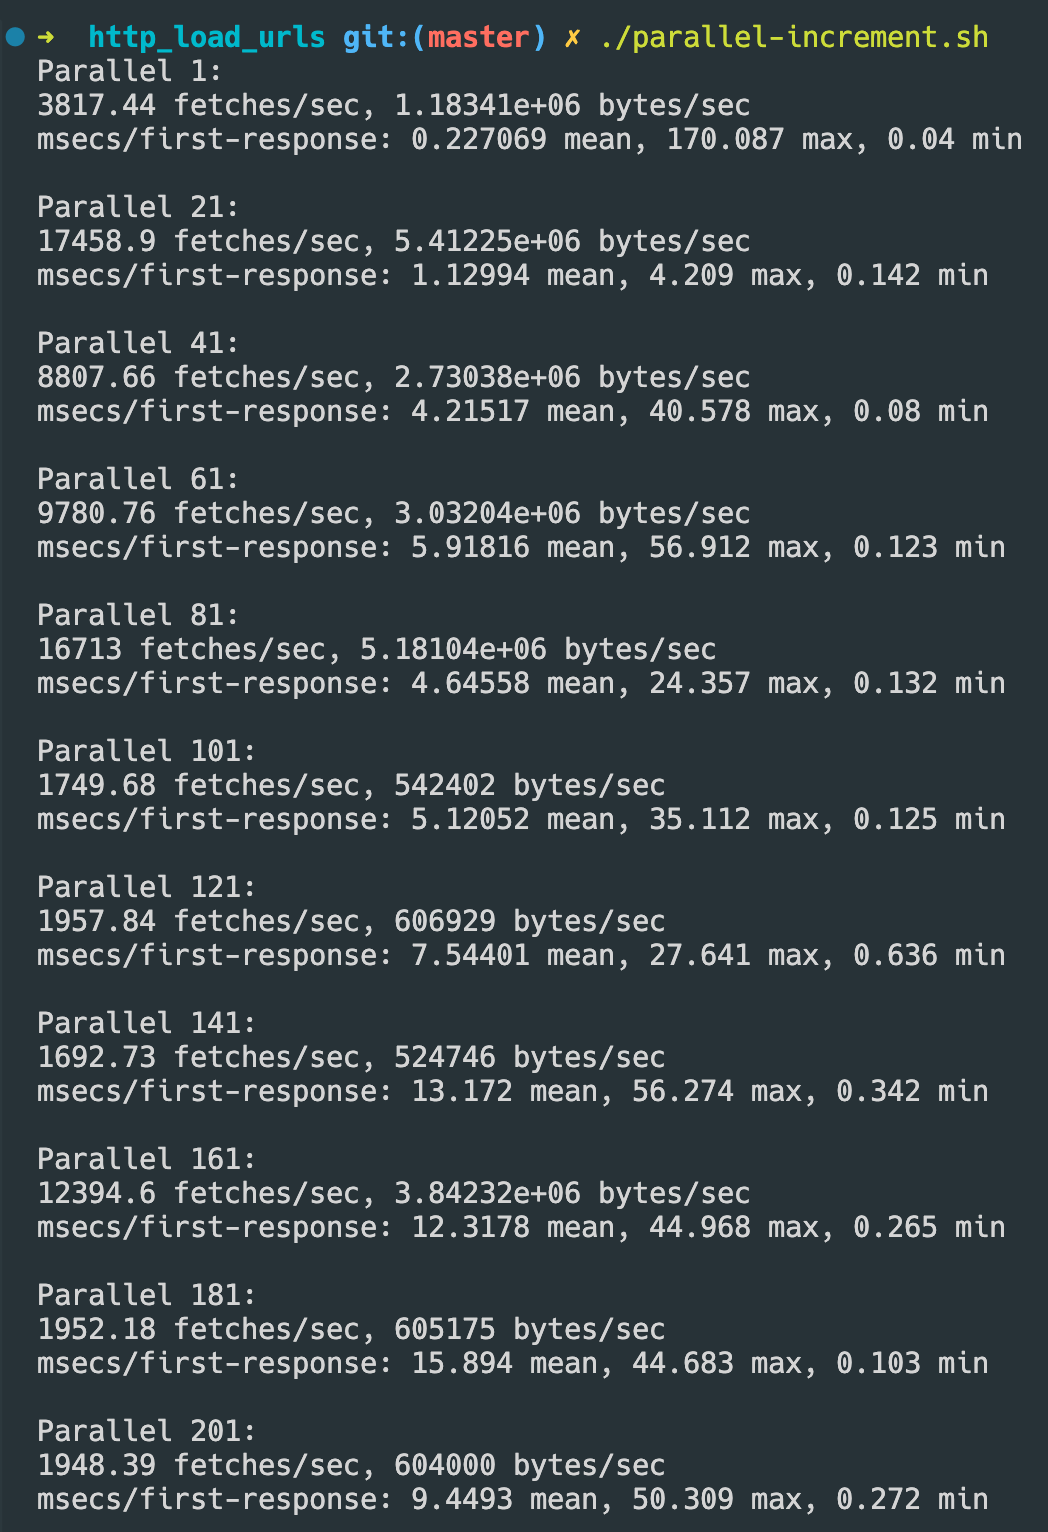 ➜  http_load_urls git:(master) ✗ ./parallel-increment.sh
Parallel 1:
3817.44 fetches/sec, 1.18341e+06 bytes/sec
msecs/first-response: 0.227069 mean, 170.087 max, 0.04 min

Parallel 21:
17458.9 fetches/sec, 5.41225e+06 bytes/sec
msecs/first-response: 1.12994 mean, 4.209 max, 0.142 min

Parallel 41:
8807.66 fetches/sec, 2.73038e+06 bytes/sec
msecs/first-response: 4.21517 mean, 40.578 max, 0.08 min

Parallel 61:
9780.76 fetches/sec, 3.03204e+06 bytes/sec
msecs/first-response: 5.91816 mean, 56.912 max, 0.123 min

Parallel 81:
16713 fetches/sec, 5.18104e+06 bytes/sec
msecs/first-response: 4.64558 mean, 24.357 max, 0.132 min

Parallel 101:
1749.68 fetches/sec, 542402 bytes/sec
msecs/first-response: 5.12052 mean, 35.112 max, 0.125 min

Parallel 121:
1957.84 fetches/sec, 606929 bytes/sec
msecs/first-response: 7.54401 mean, 27.641 max, 0.636 min

Parallel 141:
1692.73 fetches/sec, 524746 bytes/sec
msecs/first-response: 13.172 mean, 56.274 max, 0.342 min

Parallel 161:
12394.6 fetches/sec, 3.84232e+06 bytes/sec
msecs/first-response: 12.3178 mean, 44.968 max, 0.265 min

Parallel 181:
1952.18 fetches/sec, 605175 bytes/sec
msecs/first-response: 15.894 mean, 44.683 max, 0.103 min

Parallel 201:
1948.39 fetches/sec, 604000 bytes/sec
msecs/first-response: 9.4493 mean, 50.309 max, 0.272 min